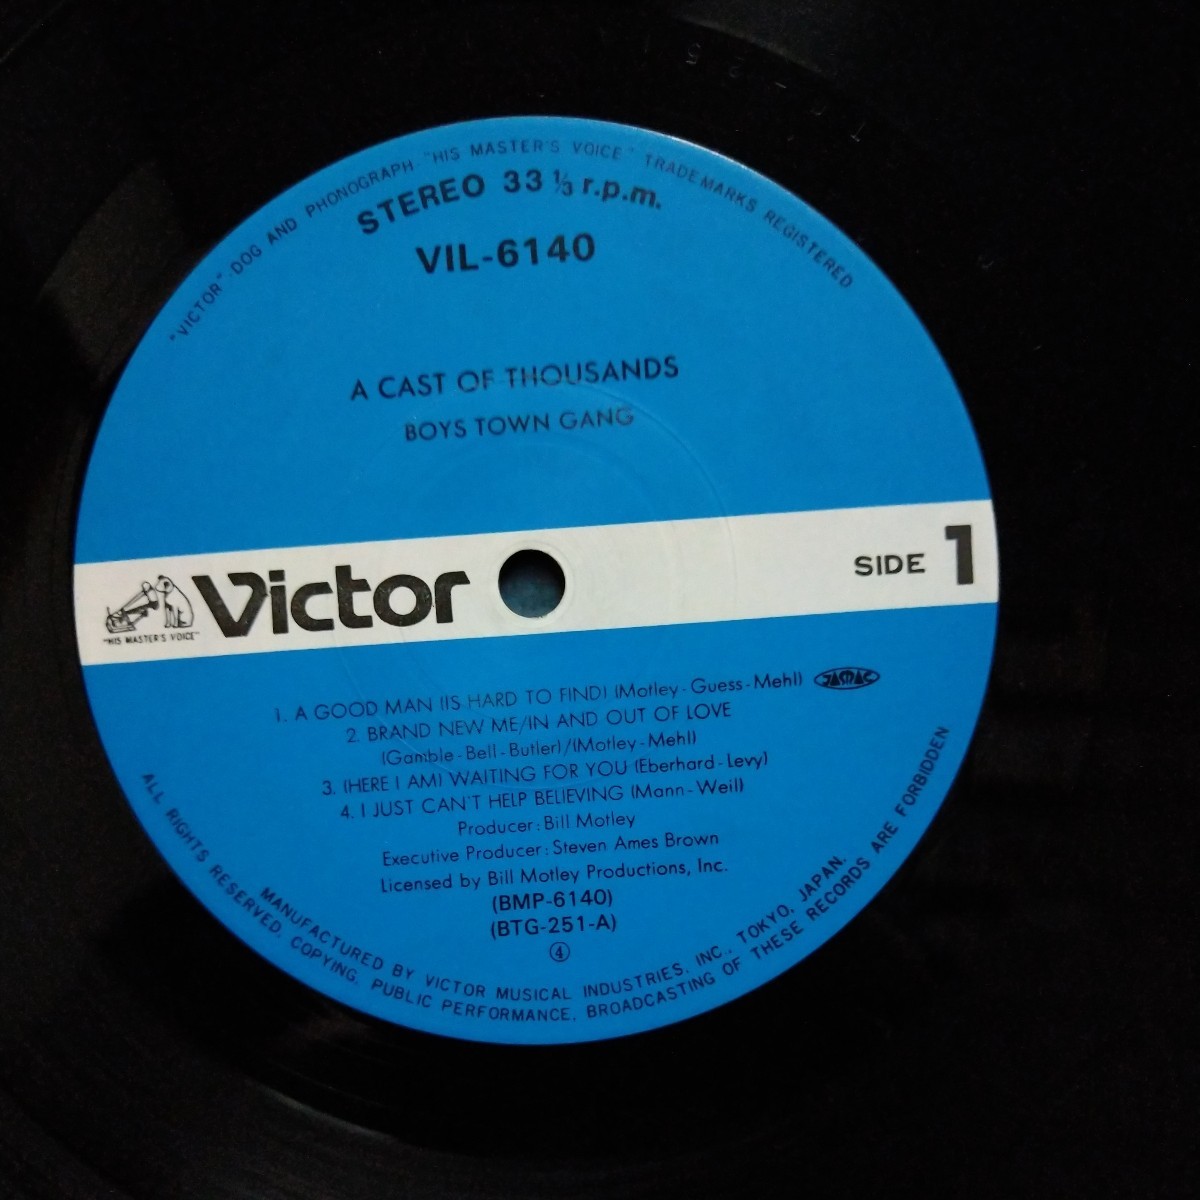 "VICTOR"-DOG AND PHONOGRAPH "HIS MASTER'S VOICE" TRADE MARKS REGISTERED
STEREO 33 1/3 r.p.m.
VIL-6140
A CAST OF THOUSANDS
BOYS TOWN GANG
"HIS MASTER'S VOICE"
Victor
SIDE 1
1. A GOOD MAN (IS HARD TO FIND) (Motley-Guess-Mehl) JASRAC
2. BRAND NEW ME/IN AND OUT OF LOVE
(Gamble-Bell-Butler)/(Motley-Mehl)
3. (HERE I AM) WAITING FOR YOU (Eberhard-Levy)
4. I JUST CAN'T HELP BELIEVING (Mann-Weill)
Producer: Bill Motley
Executive Producer: Steven Ames Brown
Licensed by Bill Motley Productions, Inc.
(BMP-6140)
(BTG-251-A)
④
MANUFACTURED BY VICTOR MUSICAL INDUSTRIES, INC., TOKYO, JAPAN.
ALL RIGHTS RESERVED. COPYING, PUBLIC PERFORMANCE, BROADCASTING OF THESE RECORDS ARE FORBIDDEN